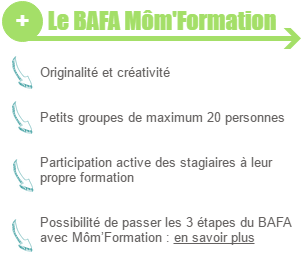 + Le BAFA Môm'Formation
Originalité et créativité
Petits groupes de maximum 20 personnes
Participation active des stagiaires à leur
propre formation
Possibilité de passer les 3 étapes du BAFA
avec Môm’Formation : en savoir plus